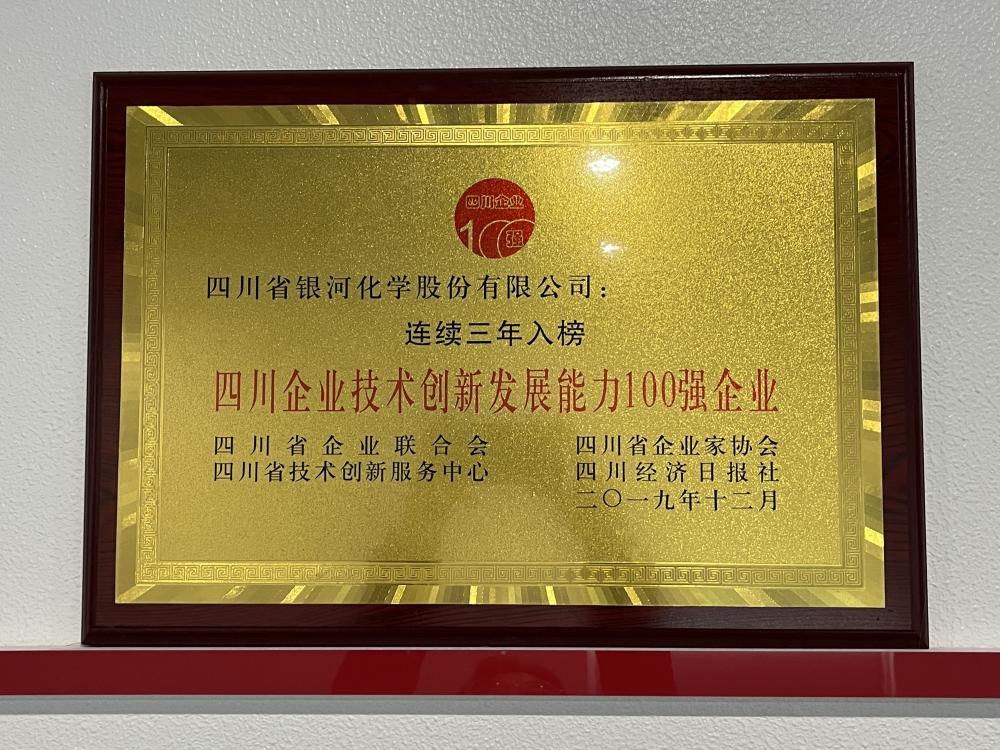 四川企业
100强
四川省银河化学股份有限公司：
连续三年入榜
四川企业技术创新发展能力100强企业
四川省企业联合会 四川省企业家协会
四川省技术创新服务中心 四川经济日报社
二〇一九年十二月